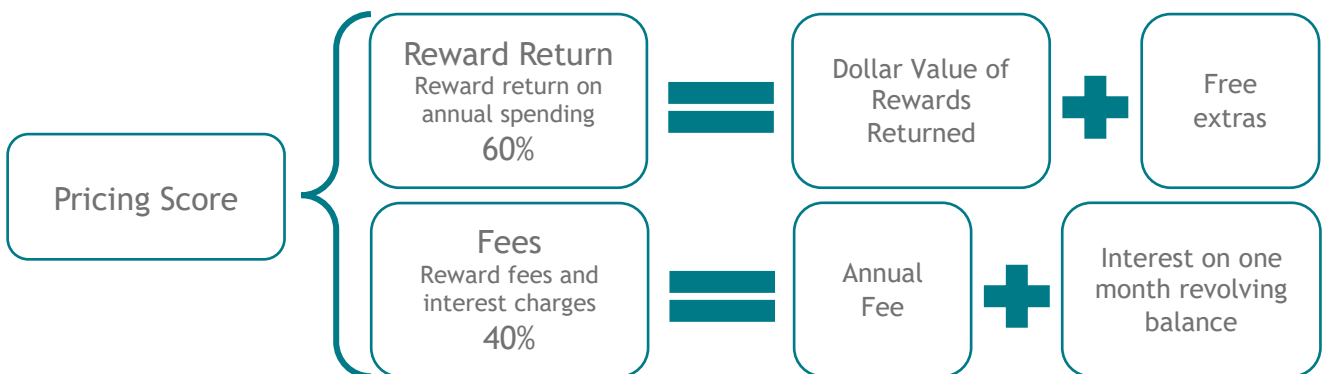 Pricing Score
Reward Return
Reward return on
annual spending
60%
Dollar Value of
Rewards
Returned
Free
extras
Fees
Reward fees and
interest charges
40%
Annual
Fee
Interest on one
month revolving
balance